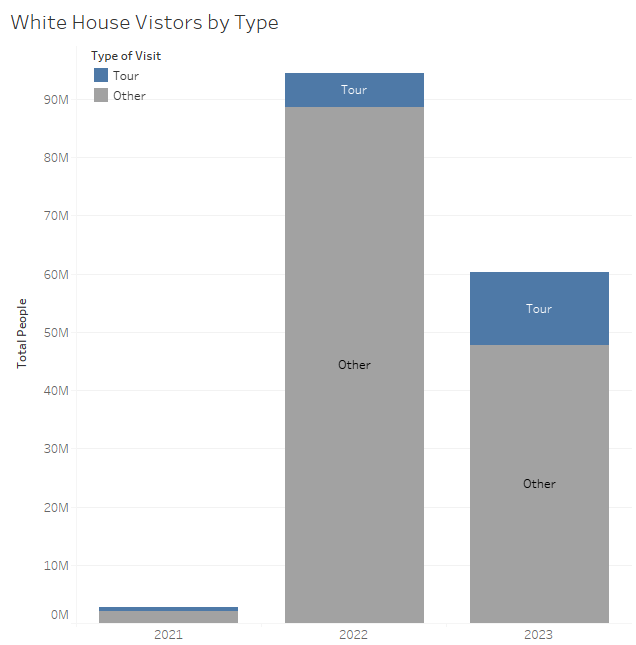 White House Vistors by Type
Type of Visit
Tour
Other
Total People
90M
80M
70M
60M
50M
40M
30M
20M
10M
0M
Tour
Other
Tour
Other
2021
2022
2023